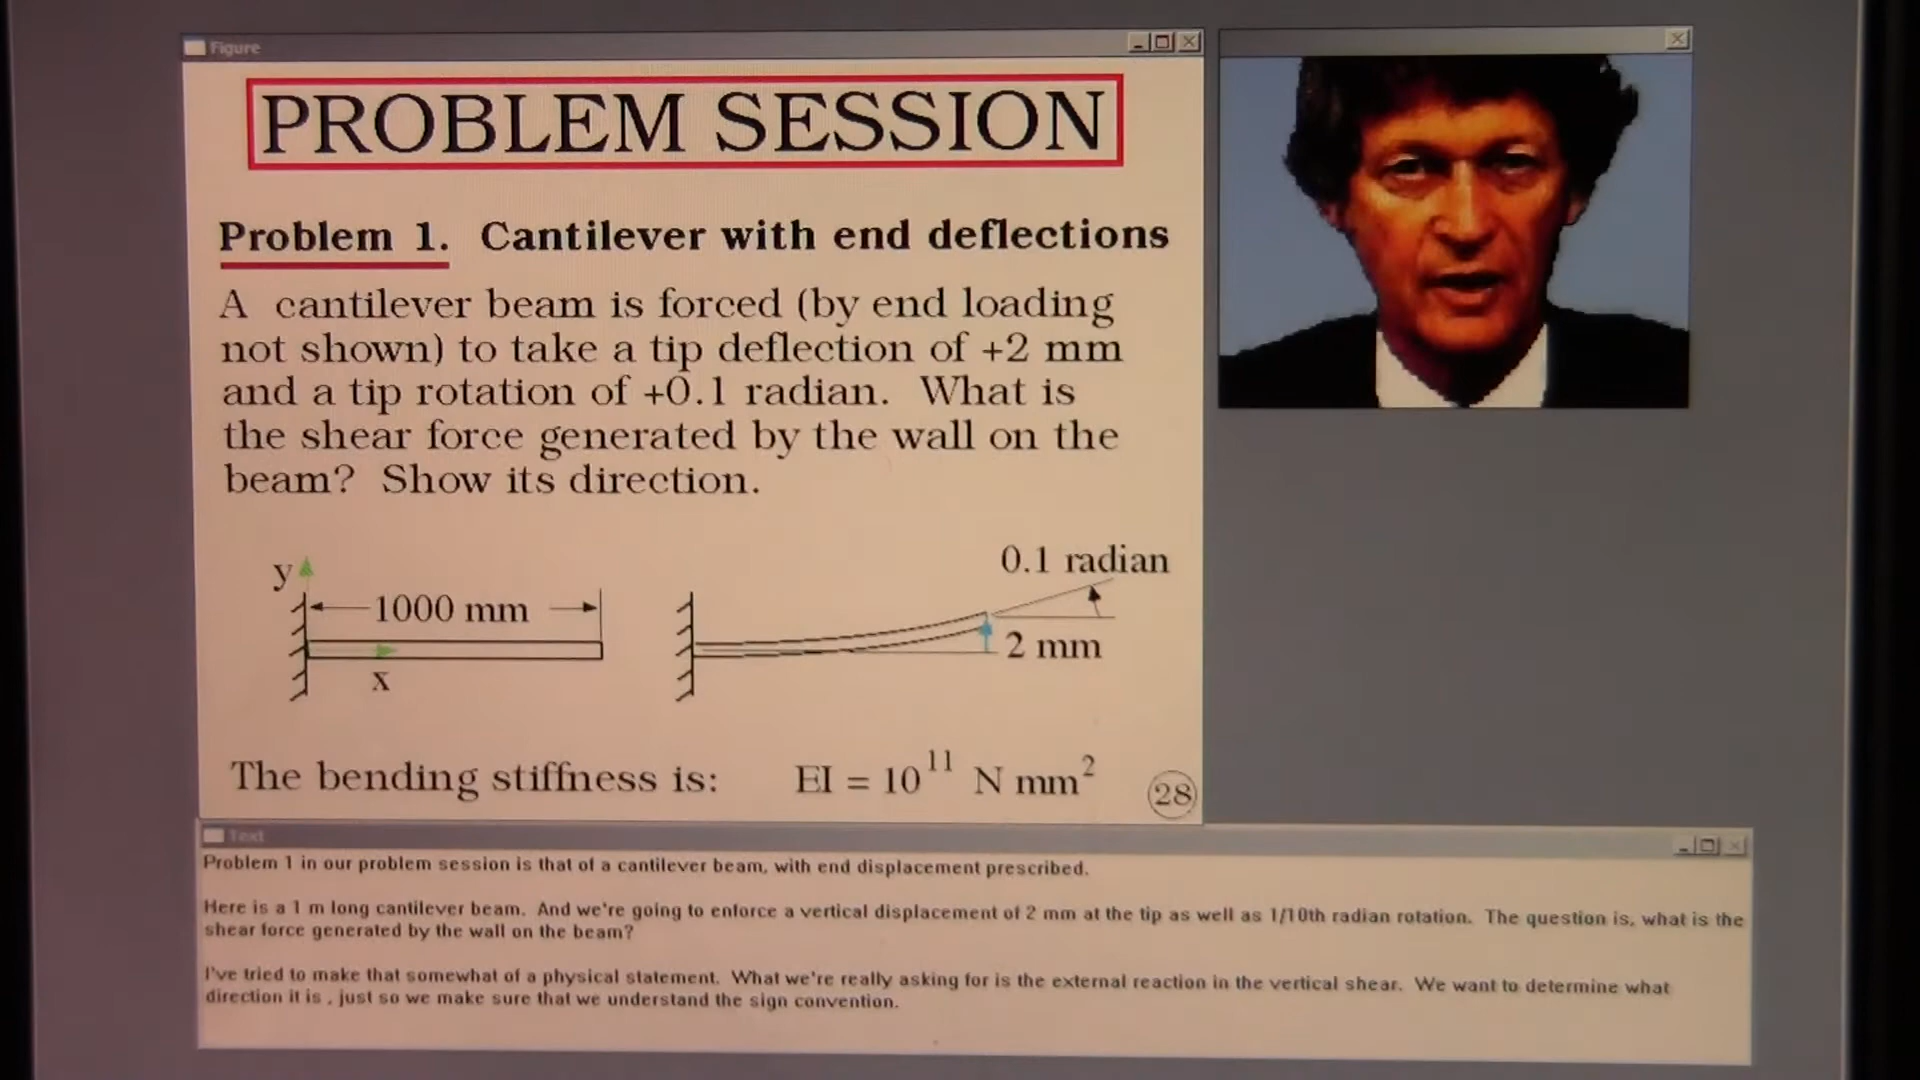 Figure
PROBLEM SESSION
Problem 1. Cantilever with end deflections
A cantilever beam is forced (by end loading
not shown) to take a tip deflection of +2 mm
and a tip rotation of +0.1 radian. What is
the shear force generated by the wall on the
beam? Show its direction.
y
1000 mm
x
0.1 radian
2 mm
The bending stiffness is: EI = 10¹¹ N mm²
28
Text
Problem 1 in our problem session is that of a cantilever beam, with end displacement prescribed.
Here is a 1 m long cantilever beam. And we're going to enforce a vertical displacement of 2 mm at the tip as well as 1/10th radian rotation. The question is, what is the
shear force generated by the wall on the beam?
I've tried to make that somewhat of a physical statement. What we're really asking for is the external reaction in the vertical shear. We want to determine what
direction it is , just so we make sure that we understand the sign convention.